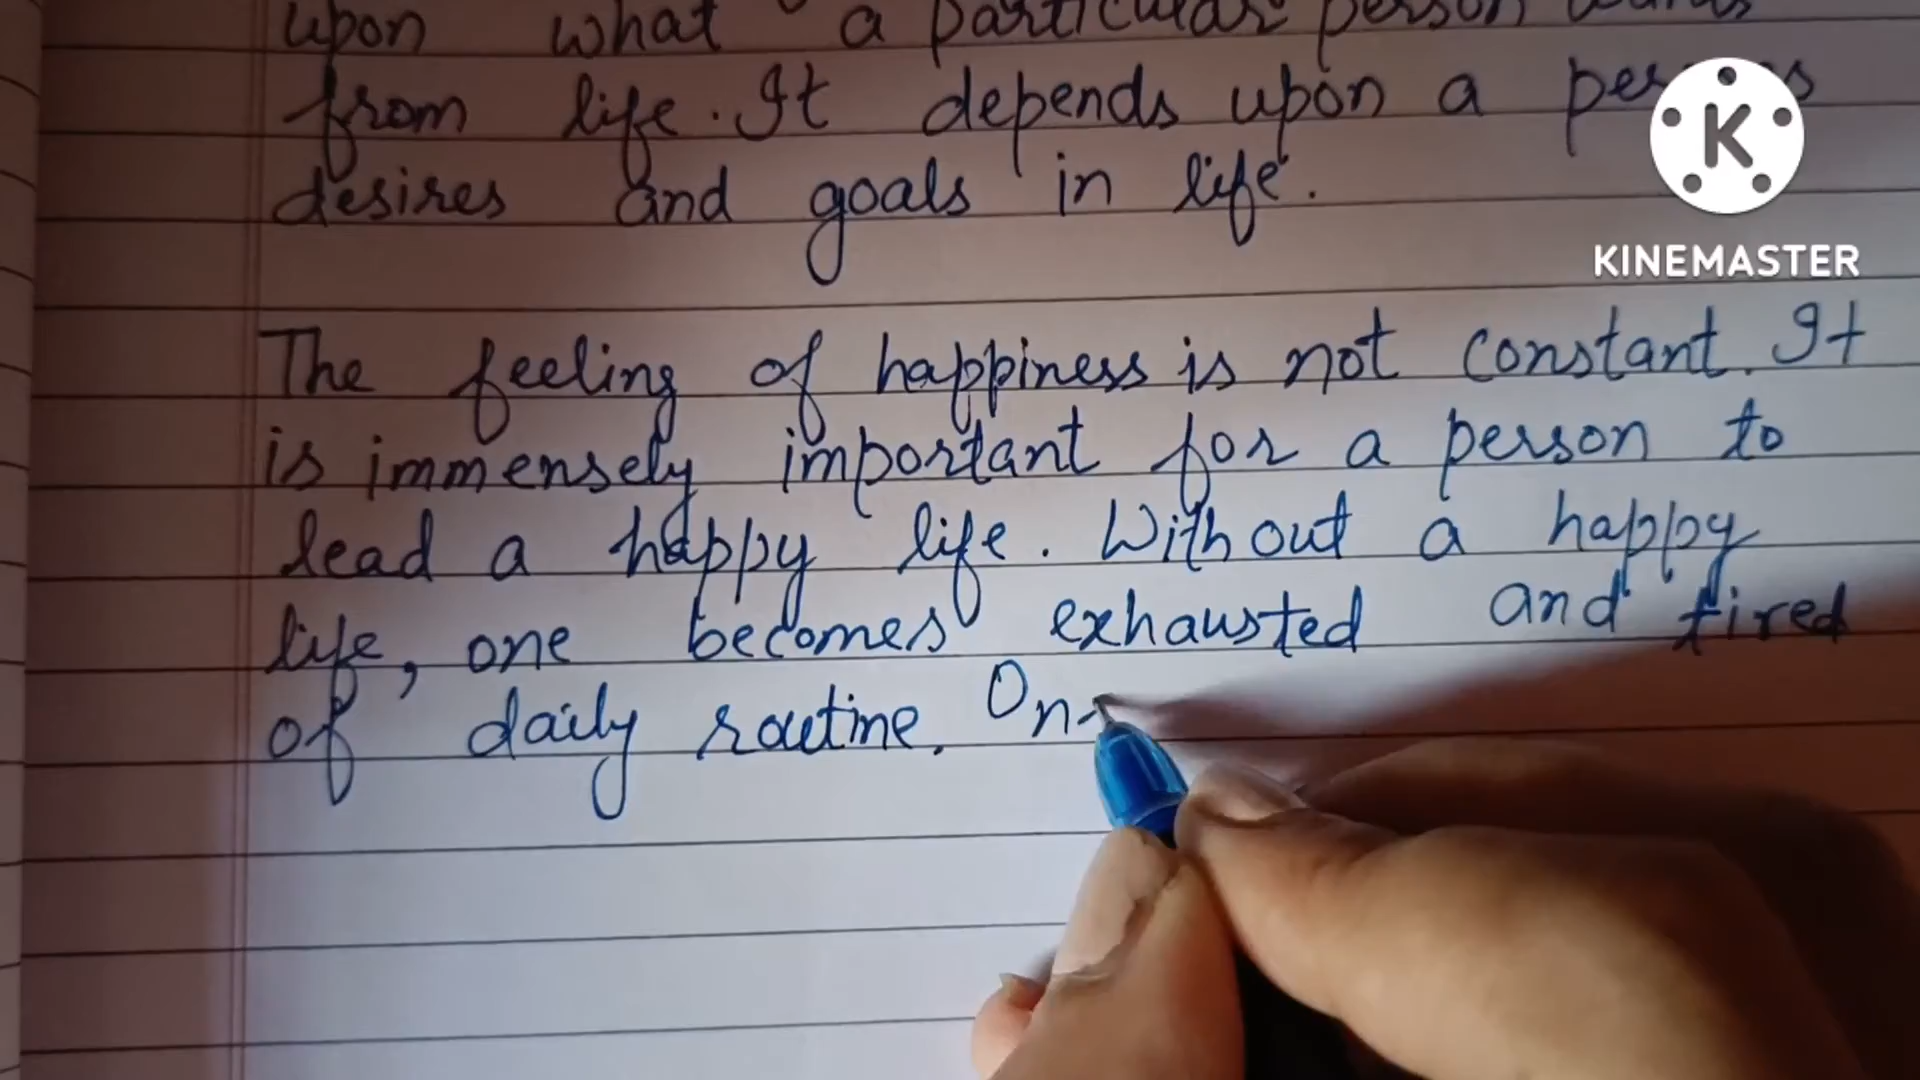 upon what a particular person wants
from life. It depends upon a
desires and goals in life.
KINEMASTER
The feeling of happiness is not constant. It
is immensely important for a person to
lead a happy life. Without a happy
life, one becomes exhausted and tired
of daily routine. On